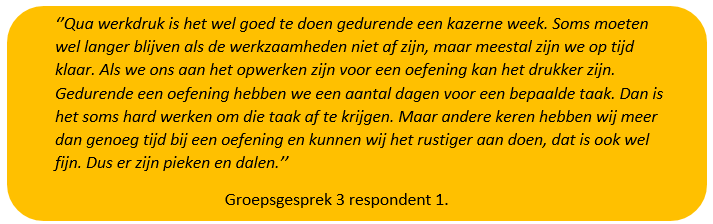 ‘’Qua werkdruk is het wel goed te doen gedurende een kazerne week. Soms moeten
wel langer blijven als de werkzaamheden niet af zijn, maar meestal zijn we op tijd
klaar. Als we ons aan het opwerken zijn voor een oefening kan het drukker zijn.
Gedurende een oefening hebben we een aantal dagen voor een bepaalde taak. Dan is
het soms hard werken om die taak af te krijgen. Maar andere keren hebben wij meer
dan genoeg tijd bij een oefening en kunnen wij het rustiger aan doen, dat is ook wel
fijn. Dus er zijn pieken en dalen.’’
Groepsgesprek 3 respondent 1.